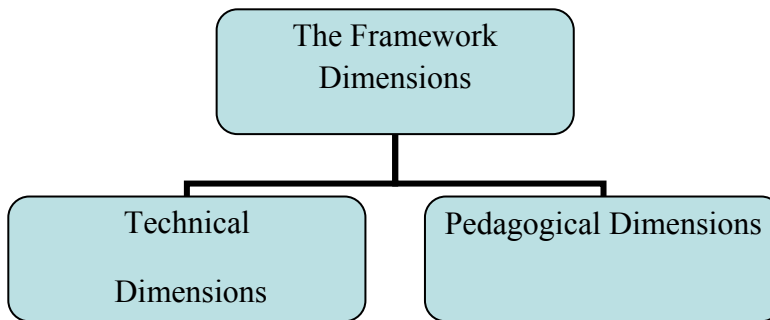 The Framework
Dimensions
Technical
Dimensions
Pedagogical Dimensions